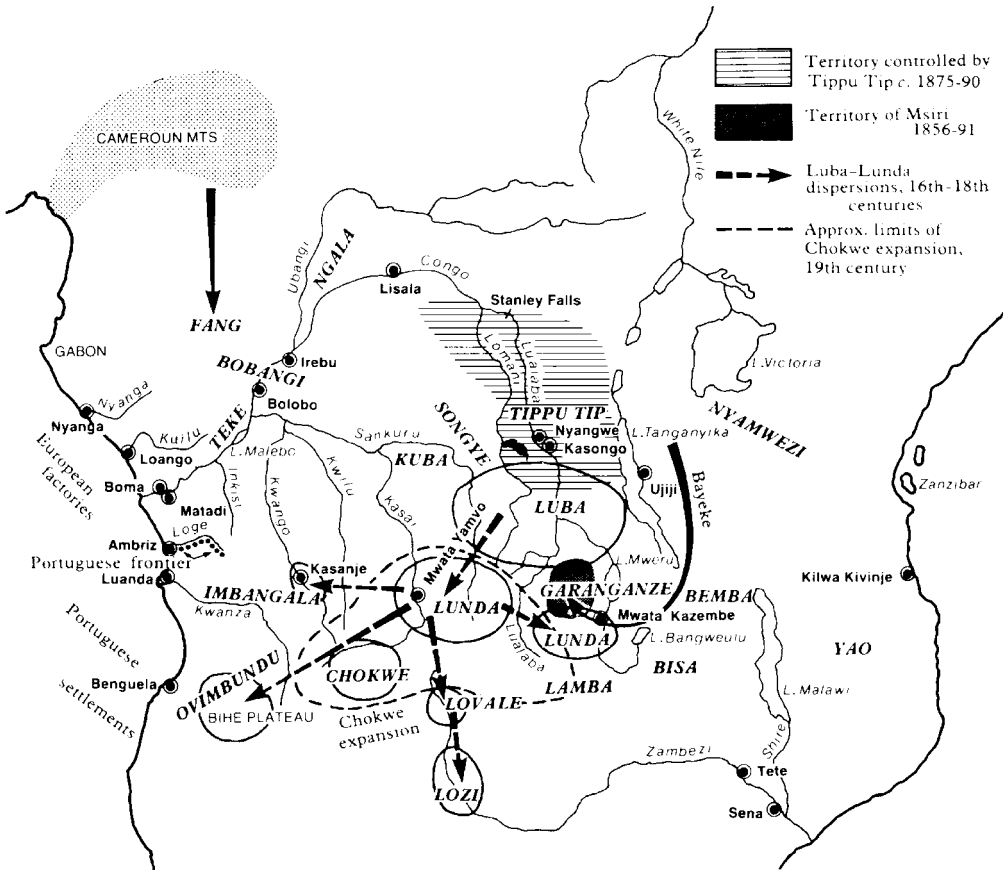 Territory controlled by
Tippu Tip c. 1875-90
Territory of Msiri
1856-91
Luba-Lunda
dispersions, 16th-18th
centuries
Approx. limits of
Chokwe expansion,
19th century
CAMEROUN MTS
White Nile
Ubangi
NGALA
Congo
Lisala
Stanley Falls
FANG
GABON
Irebu
BOBANGI
Bolobo
Lomani
Lualaba
L.Victoria
Nyanga
Nyanga
TEKE
SONGYE
TIPPU TIP
NYAMWEZI
European
factories
Kuilu
Loango
L.Malebo
Sankuru
KUBA
Nyangwe
Kasongo
L.Tanganyika
Ujiji
Bayeke
Zanzibar
Boma
Matadi
Inkisi
Kwango
Kwilu
Kasai
LUBA
Loge
Ambriz
Portuguese frontier
Luanda
Mwata Yamvo
L.Mweru
Kilwa Kivinje
Kasanje
IMBANGALA
Kwanza
LUNDA
GARANGANZE
BEMBA
Mwata Kazembe
Lualaba
LUNDA
L.Bangweulu
YAO
Portuguese
settlements
Benguela
OVIMBUNDU
BIHE PLATEAU
CHOKWE
LAMBA
BISA
L.Malawi
Chokwe
expansion
LOVALE
Zambezi
Shire
Tete
LOZI
Sena